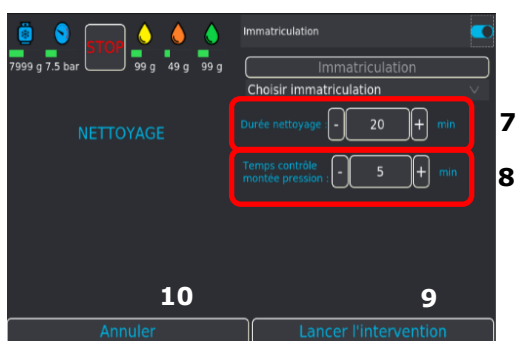 Immatriculation
STOP
7999 g 7.5 bar 99 g 49 g 99 g
Immatriculation
Choisir immatriculation
NETTOYAGE
Durée nettoyage : - 20 + min 7
Temps contrôle
montée pression : - 5 + min 8
10 9
Annuler Lancer l'intervention